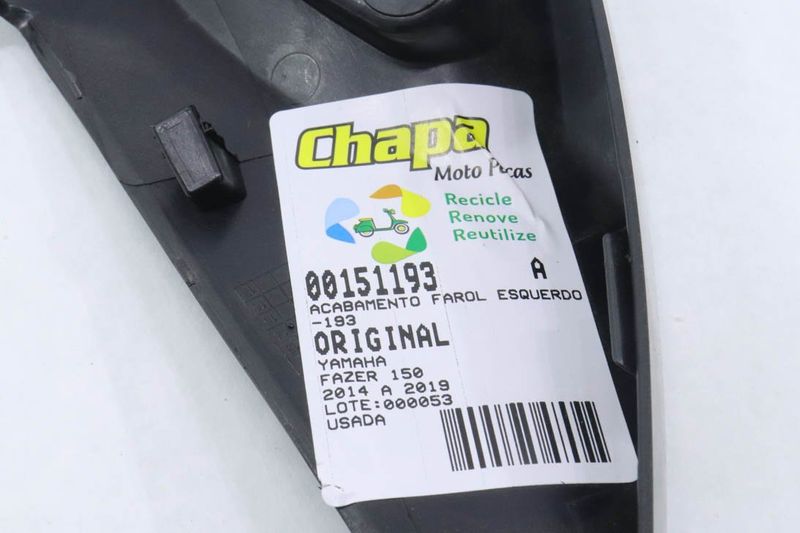 Chapa
Moto Peças
Recicle
Renove
Reutilize
00151193 A
ACABAMENTO FAROL ESQUERDO
-193
ORIGINAL
YAMAHA
FAZER 150
2014 A 2019
LOTE:000053
USADA